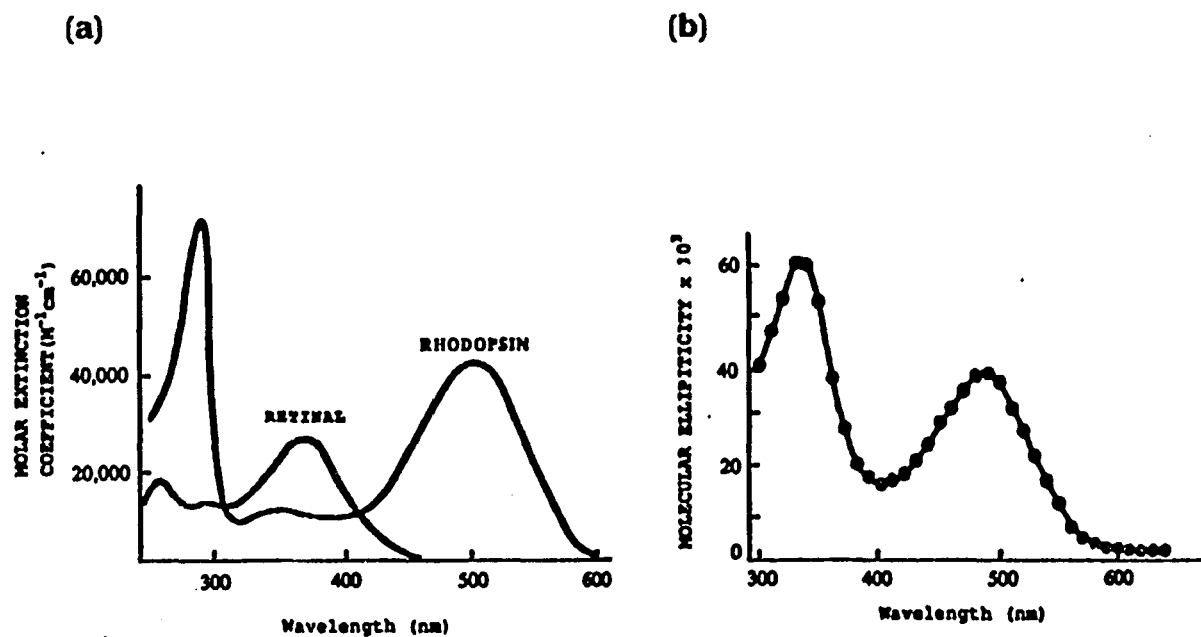 (a)
(b)
MOLAR EXTINCTION
COEFFICIENT (M⁻¹cm⁻¹)
60,000
40,000
20,000
RETINAL
RHODOPSIN
300
400
500
600
Wavelength (nm)
MOLECULAR ELLIPITICITY x 10³
60
40
20
0
300
400
500
600
Wavelength (nm)